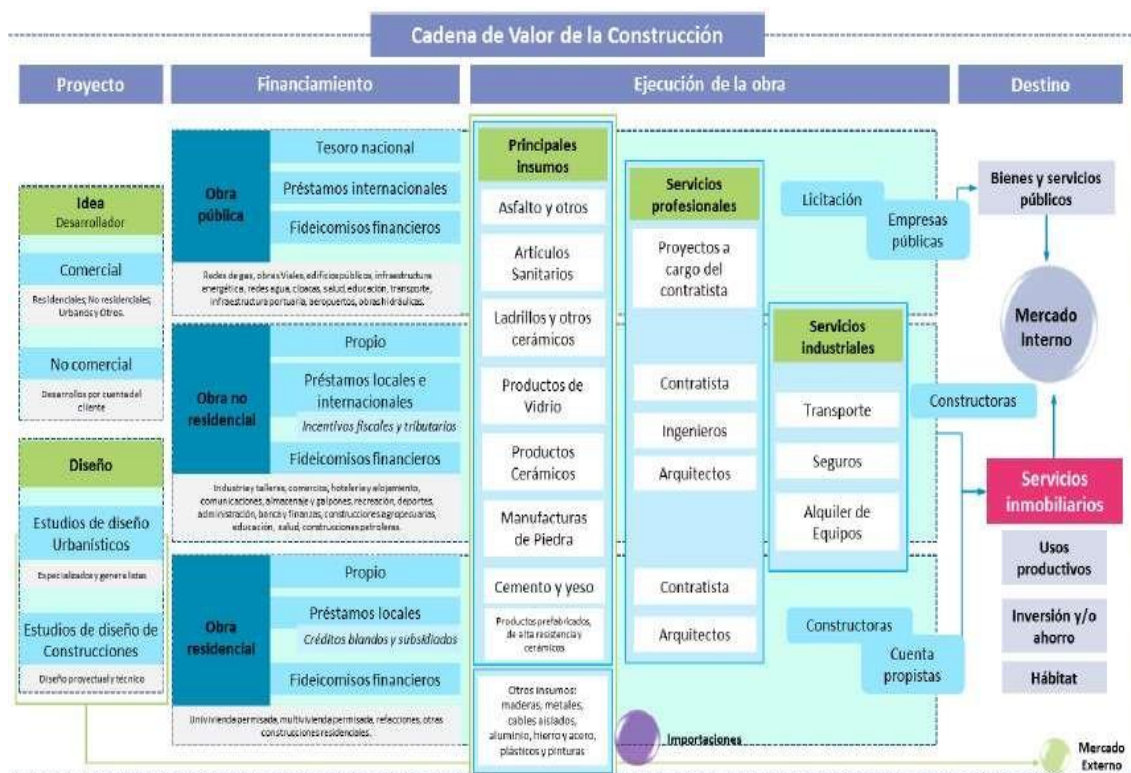 Cadena de Valor de la Construcción
Proyecto
Financiamiento
Ejecución de la obra
Destino
Idea
Desarrollador
Comercial
Residenciales; No residenciales;
Urbanos y Otros.
No comercial
Desarrollos por cuenta del
cliente
Diseño
Estudios de diseño
Urbanísticos
Especializados y generalistas
Estudios de diseño de
Construcciones
Diseño proyectual y técnico
Obra
pública
Tesoro nacional
Préstamos internacionales
Fideicomisos financieros
Redes de gas, obras Viales, edificios públicos, infraestructura
energética, redes agua, cloacas, salud, educación, transporte,
infraestructura portuaria, aeropuertos, obras hidráulicas.
Obra no
residencial
Propio
Préstamos locales e
internacionales
Incentivos fiscales y tributarios
Fideicomisos financieros
Industria y talleres, comercios, hotelería y alojamiento,
comunicaciones, almacenaje y galpones, recreación, deportes,
administración, banca y finanzas, construcciones agropecuarias,
educación, salud, construcciones petroleras.
Obra
residencial
Propio
Préstamos locales
Créditos blandos y subsidiados
Fideicomisos financieros
Univivienda permisada, multivivienda permisada, refacciones, otras
construcciones residenciales.
Principales
insumos
Asfalto y otros
Artículos
Sanitarios
Ladrillos y otros
cerámicos
Productos de
Vidrio
Productos
Cerámicos
Manufacturas
de Piedra
Cemento y yeso
Productos prefabricados,
de alta resistencia y
cerámicos
Otros insumos:
maderas, metales,
cables aislados,
aluminio, hierro y acero,
plásticos y pinturas
Servicios
profesionales
Proyectos a
cargo del
contratista
Contratista
Ingenieros
Arquitectos
Contratista
Arquitectos
Servicios
industriales
Transporte
Seguros
Alquiler de
Equipos
Licitación
Empresas
públicas
Constructoras
Constructoras
Cuenta
propistas
Importaciones
Bienes y servicios
públicos
Mercado
Interno
Servicios
inmobiliarios
Usos
productivos
Inversión y/o
ahorro
Hábitat
Mercado
Externo